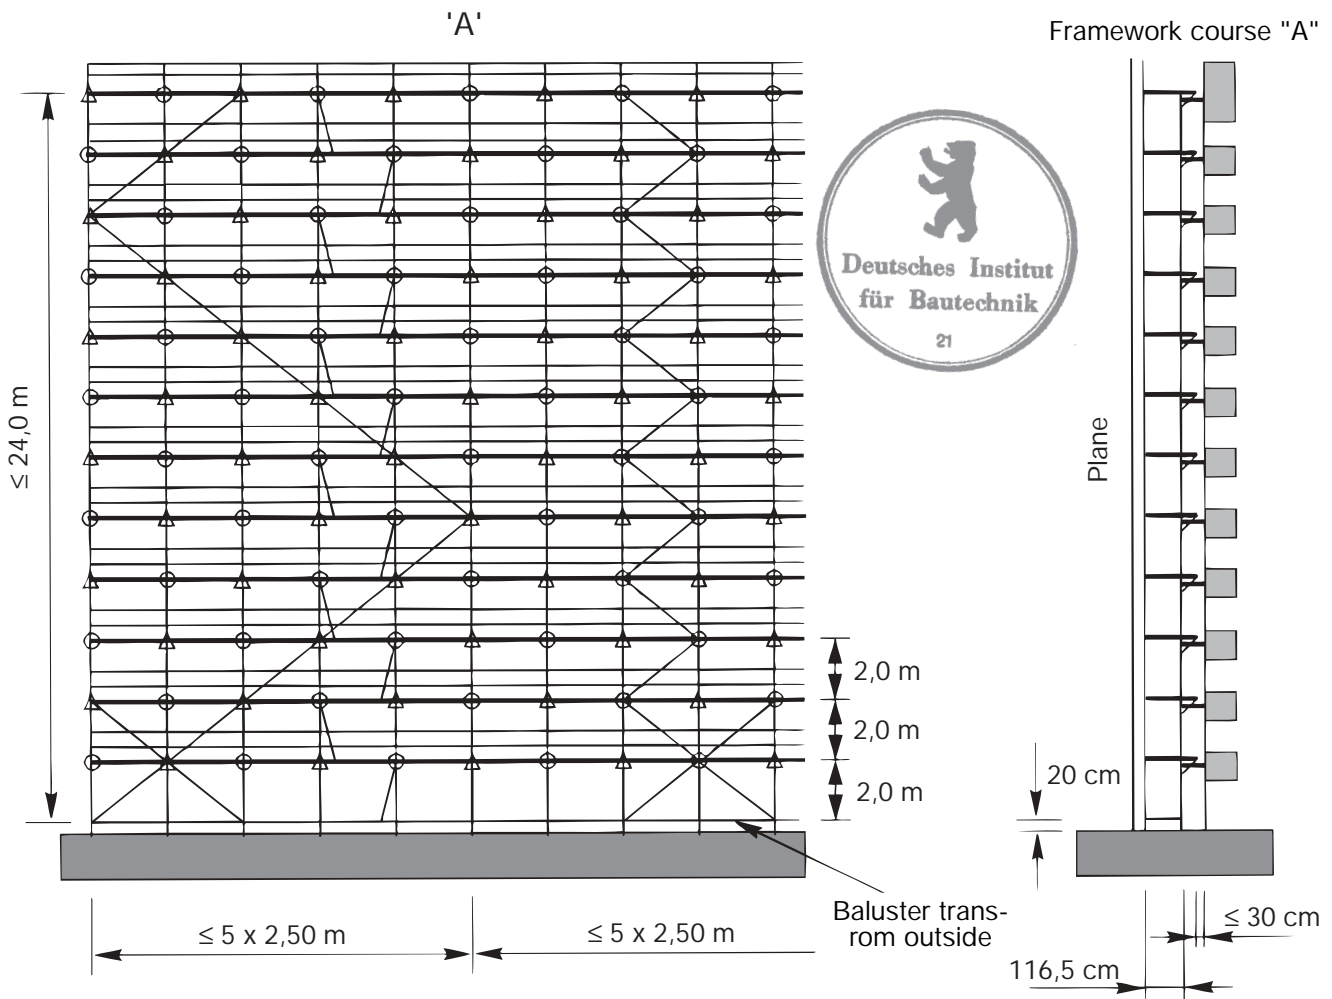 'A'
Framework course "A"
Deutsches Institut
für Bautechnik
21
≤ 24,0 m
Plane
2,0 m
2,0 m
2,0 m
20 cm
Baluster trans-
rom outside
≤ 5 x 2,50 m
≤ 5 x 2,50 m
≤ 30 cm
116,5 cm